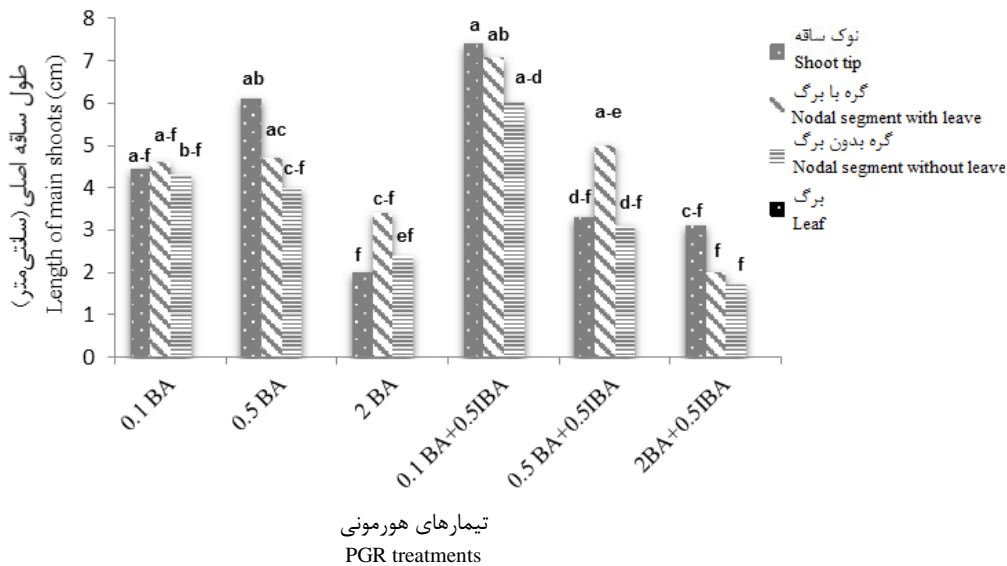 طول ساقه اصلی (سانتی‌متر)
Length of main shoots (cm)
8
7
6
5
4
3
2
1
0
a-f
a-f
b-f
ab
ac
c-f
f
c-f
ef
a
ab
a-d
d-f
a-e
d-f
c-f
f
f
0.1 BA
0.5 BA
2 BA
0.1 BA+0.5IBA
0.5 BA+0.5IBA
2BA+0.5IBA
تیمارهای هورمونی
PGR treatments
نوک ساقه
Shoot tip
گره با برگ
Nodal segment with leave
گره بدون برگ
Nodal segment without leave
برگ
Leaf